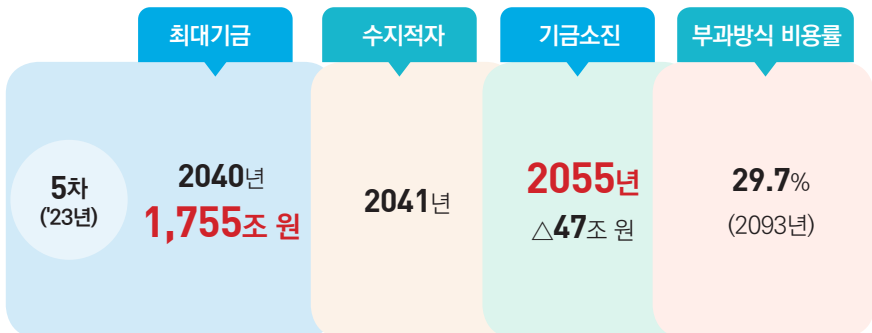 최대기금
수지적자
기금소진
부과방식 비용률
5차
('23년)
2040년
1,755조 원
2041년
2055년
△47조 원
29.7%
(2093년)